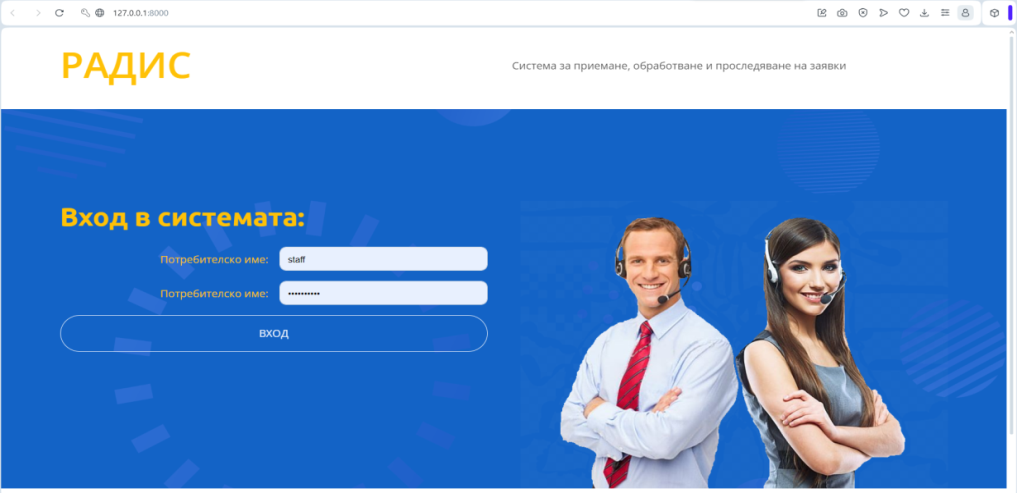 127.0.0.1:8000
РАДИС
Система за приемане, обработване и проследяване на заявки
Вход в системата:
Потребителско име: staff
Потребителско име: ••••••••••
ВХОД